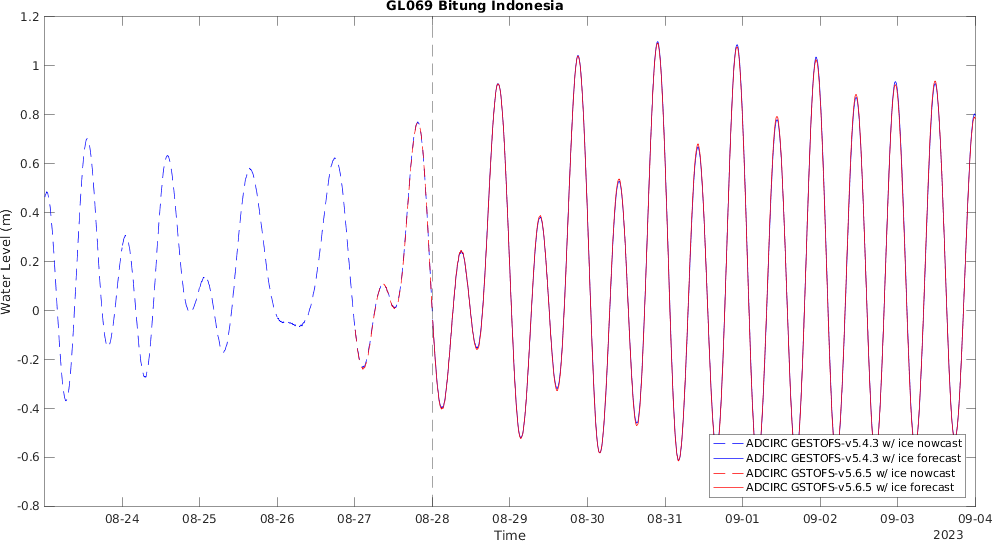 GL069 Bitung Indonesia
1.2
1
0.8
0.6
0.4
0.2
0
-0.2
-0.4
-0.6
-0.8
Water Level (m)
ADCIRC GESTOFS-v5.4.3 w/ ice nowcast
ADCIRC GESTOFS-v5.4.3 w/ ice forecast
ADCIRC GSTOFS-v5.6.5 w/ ice nowcast
ADCIRC GSTOFS-v5.6.5 w/ ice forecast
08-24 08-25 08-26 08-27 08-28 08-29 08-30 08-31 09-01 09-02 09-03 09-04
Time
2023